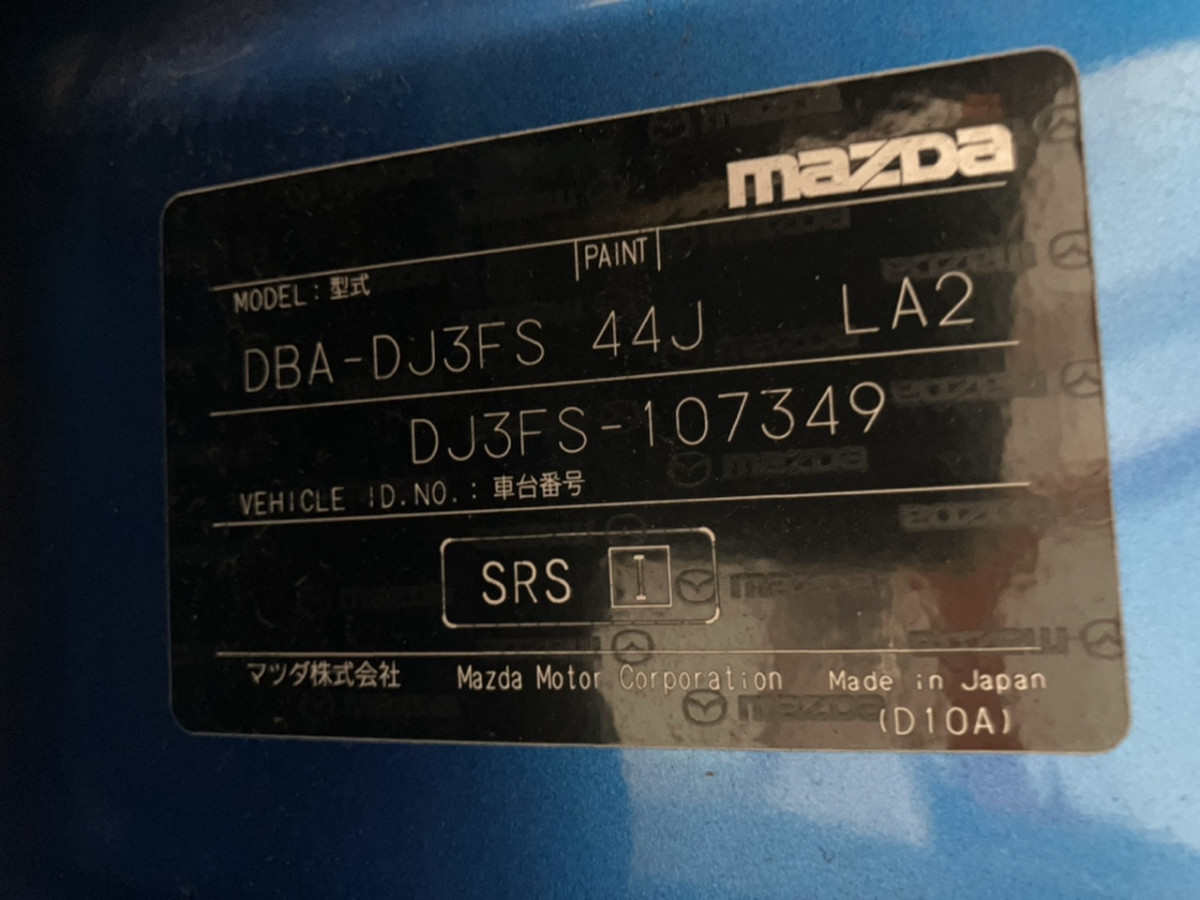 mazda
PAINT
MODEL: 型式
DBA-DJ3FS 44J LA2
DJ3FS-107349
VEHICLE ID.NO.: 車台番号
SRS I
マツダ株式会社 Mazda Motor Corporation Made in Japan
(D10A)